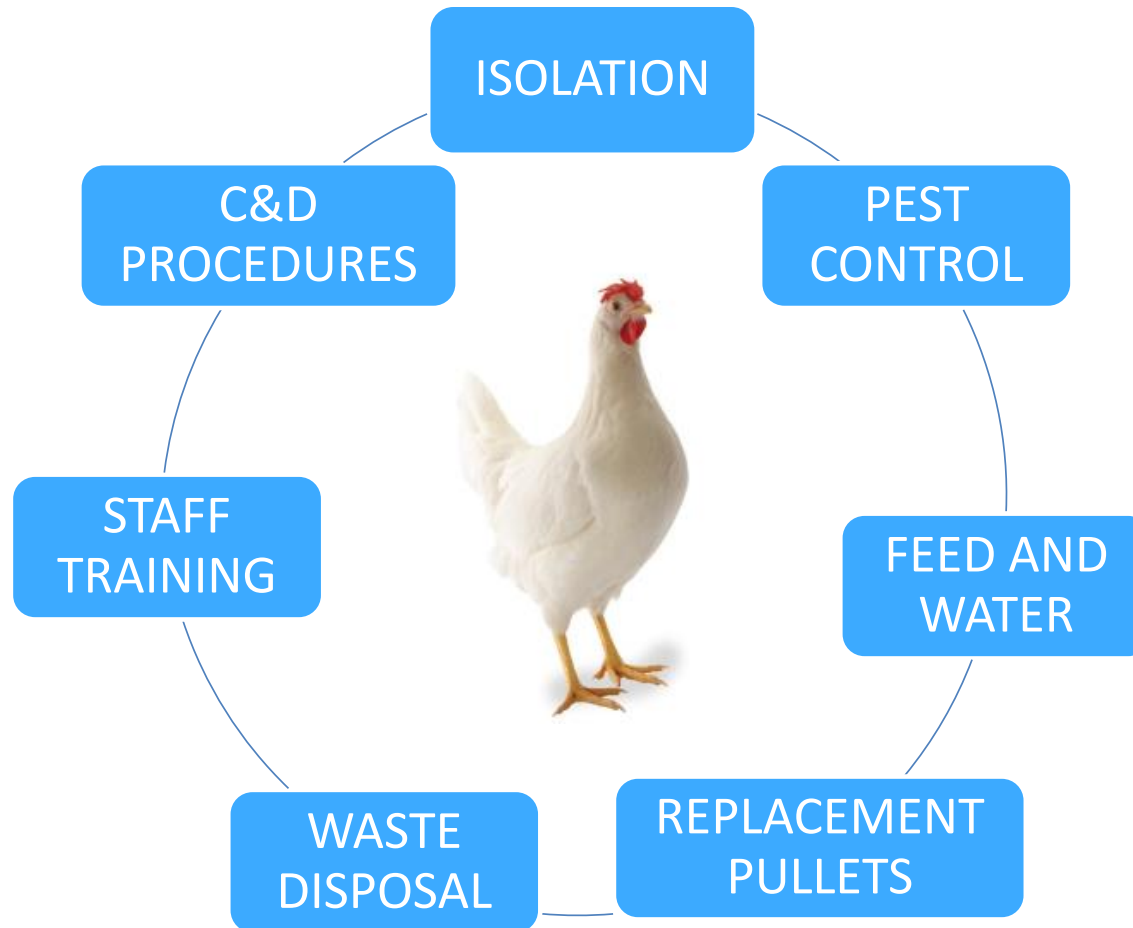 ISOLATION
PEST
CONTROL
FEED AND
WATER
REPLACEMENT
PULLETS
WASTE
DISPOSAL
STAFF
TRAINING
C&D
PROCEDURES